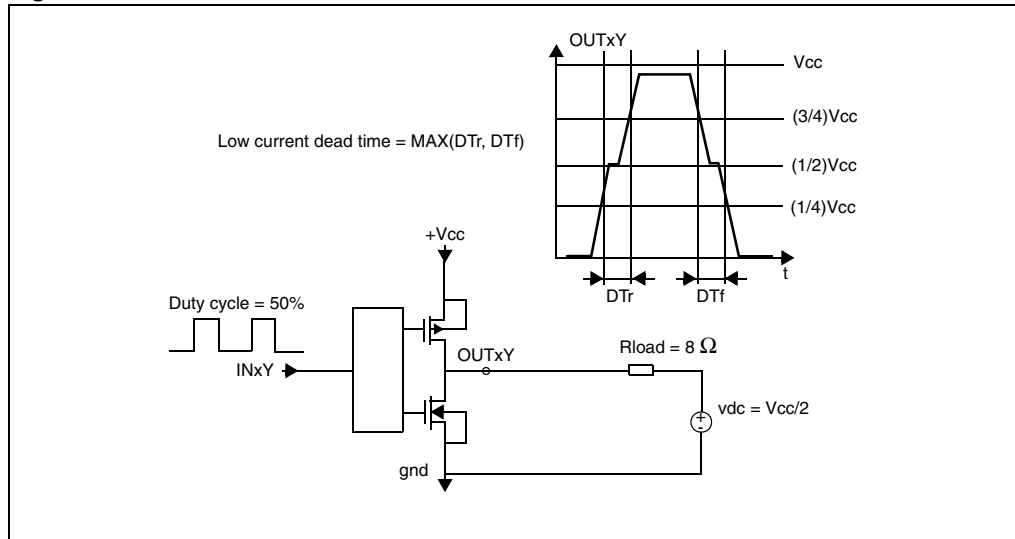 OUTxY
Vcc
(3/4)Vcc
Low current dead time = MAX(DTr, DTf)
(1/2)Vcc
(1/4)Vcc
+Vcc
t
DTr
DTf
Duty cycle = 50%
Rload = 8 Ω
OUTxY
INxY
vdc = Vcc/2
+
-
gnd